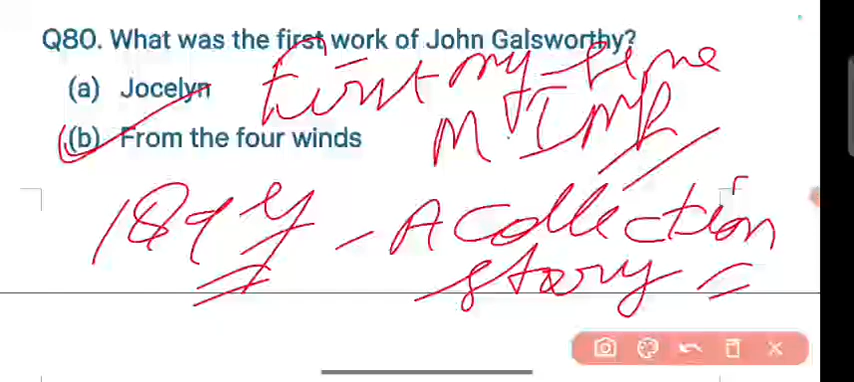 Q80. What was the first work of John Galsworthy?
(a) Jocelyn
First my time
(b) From the four winds
M. Imp
189
A collection
story